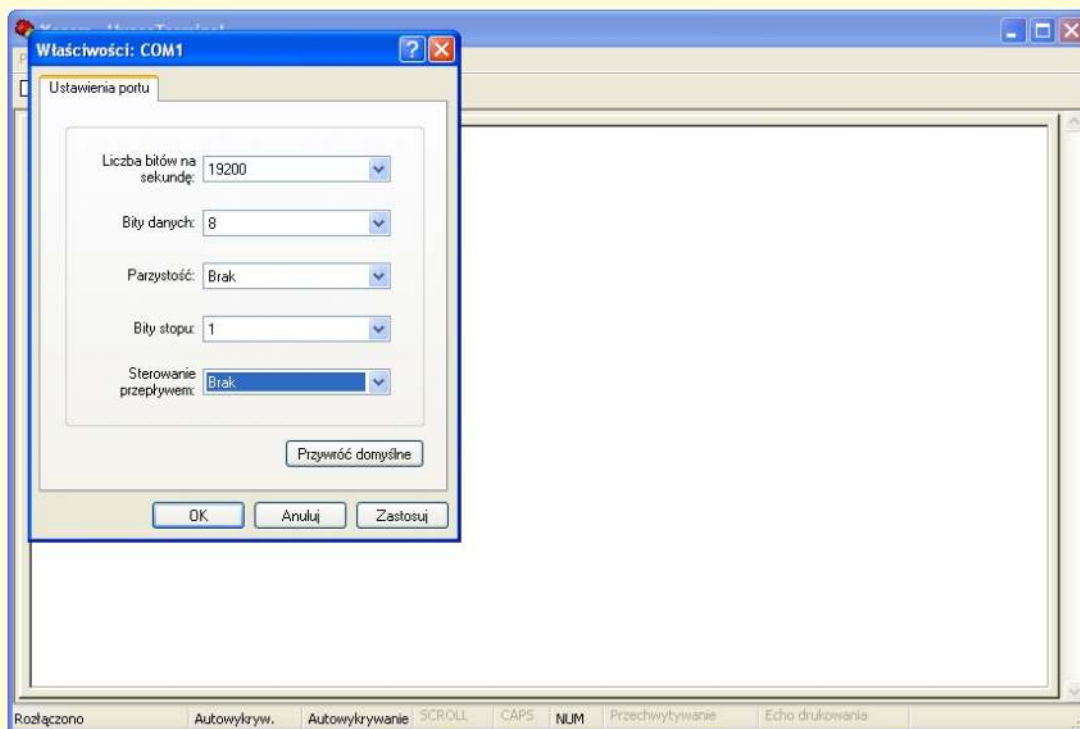 Właściwości: COM1
Ustawienia portu
Liczba bitów na
sekundę:
19200
Bity danych:
8
Parzystość:
Brak
Bity stopu:
1
Sterowanie
przepływem:
Brak
Przywróć domyślne
OK
Anuluj
Zastosuj
Rozłączono
Autowykryw.
Autowykrywanie
SCROLL
CAPS
NUM
Przechwytywanie
Echo drukowania